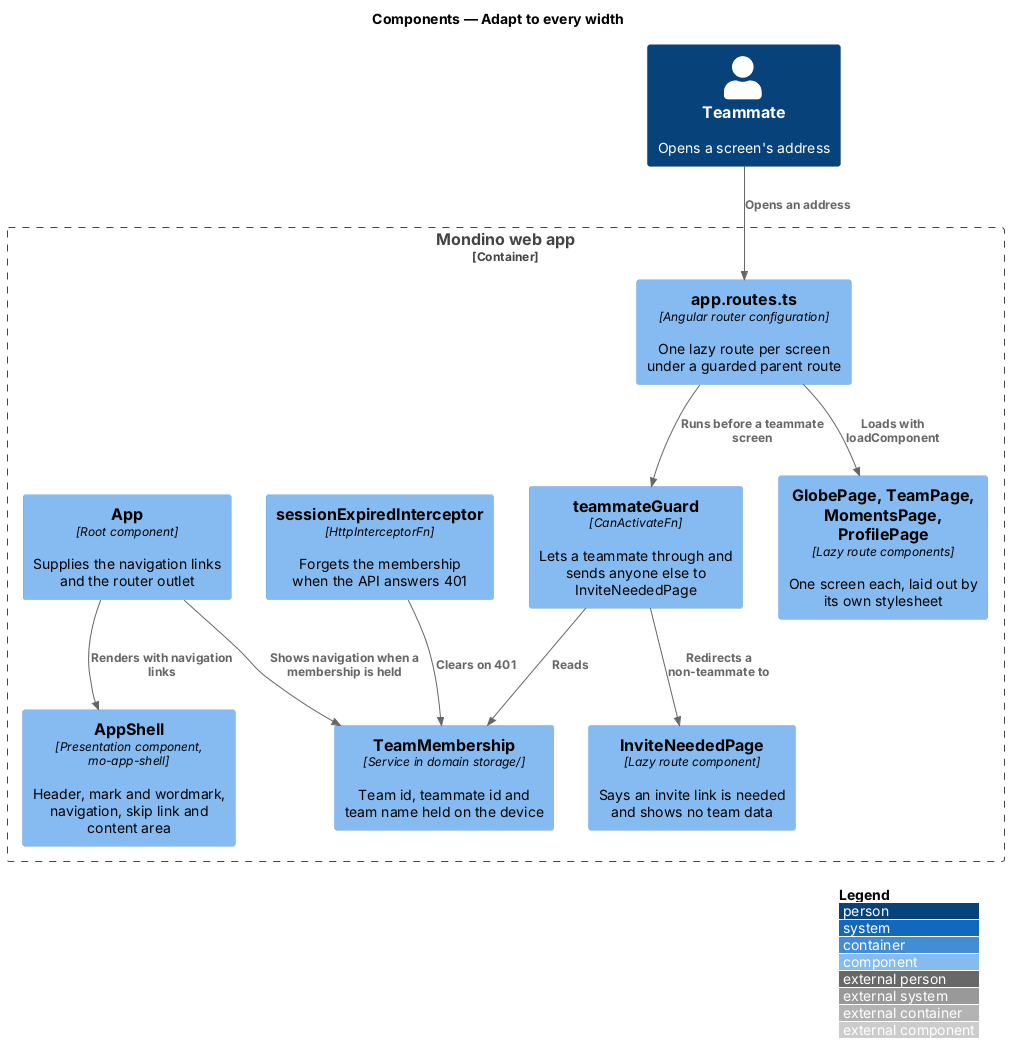 Components — Adapt to every width
Teammate
Opens a screen's address
Opens an address
Mondino web app
[Container]
app.routes.ts
[Angular router configuration]
One lazy route per screen
under a guarded parent route
Runs before a teammate
screen
Loads with
loadComponent
App
[Root component]
Supplies the navigation links
and the router outlet
sessionExpiredInterceptor
[HttpInterceptorFn]
Forgets the membership
when the API answers 401
teammateGuard
[CanActivateFn]
Lets a teammate through and
sends anyone else to
InviteNeededPage
GlobePage, TeamPage,
MomentsPage,
ProfilePage
[Lazy route components]
One screen each, laid out by
its own stylesheet
Renders with navigation
links
Shows navigation when a
membership is held
Clears on 401
Reads
Redirects a
non-teammate to
AppShell
[Presentation component,
mo-app-shell]
Header, mark and wordmark,
navigation, skip link and
content area
TeamMembership
[Service in domain storage/]
Team id, teammate id and
team name held on the device
InviteNeededPage
[Lazy route component]
Says an invite link is needed
and shows no team data
Legend
person
system
container
component
external person
external system
external container
external component